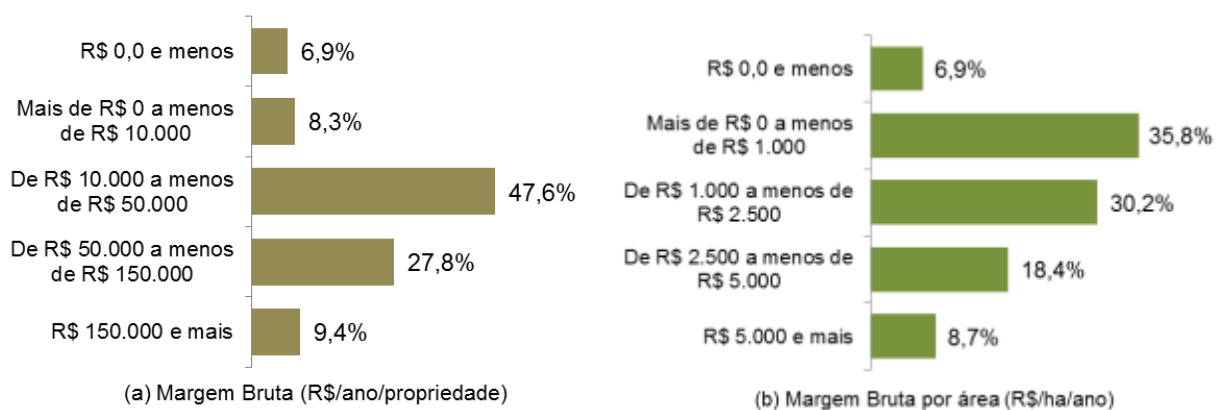 R$ 0,0 e menos
6,9%
Mais de R$ 0 a menos
de R$ 10.000
8,3%
De R$ 10.000 a menos
de R$ 50.000
47,6%
De R$ 50.000 a menos
de R$ 150.000
27,8%
R$ 150.000 e mais
9,4%
(a) Margem Bruta (R$/ano/propriedade)
R$ 0,0 e menos
6,9%
Mais de R$ 0 a menos
de R$ 1.000
35,8%
De R$ 1.000 a menos de
R$ 2.500
30,2%
De R$ 2.500 a menos de
R$ 5.000
18,4%
R$ 5.000 e mais
8,7%
(b) Margem Bruta por área (R$/ha/ano)